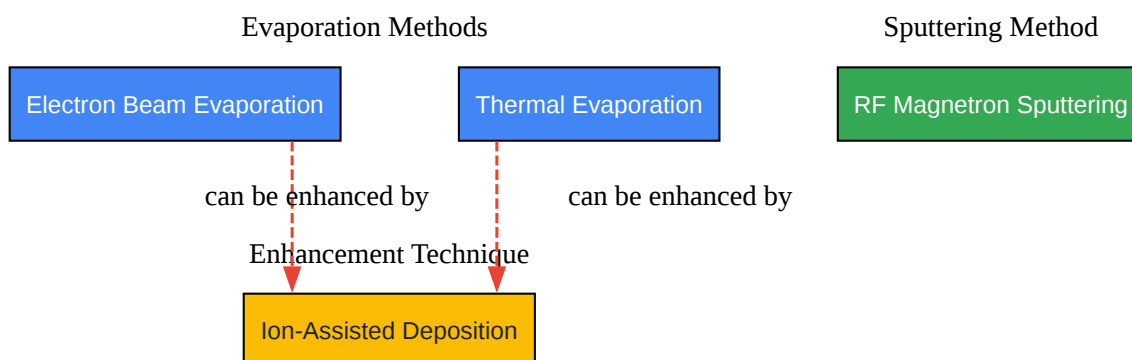 Evaporation Methods
Sputtering Method
Electron Beam Evaporation
Thermal Evaporation
RF Magnetron Sputtering
can be enhanced by
can be enhanced by
Enhancement Technique
Ion-Assisted Deposition